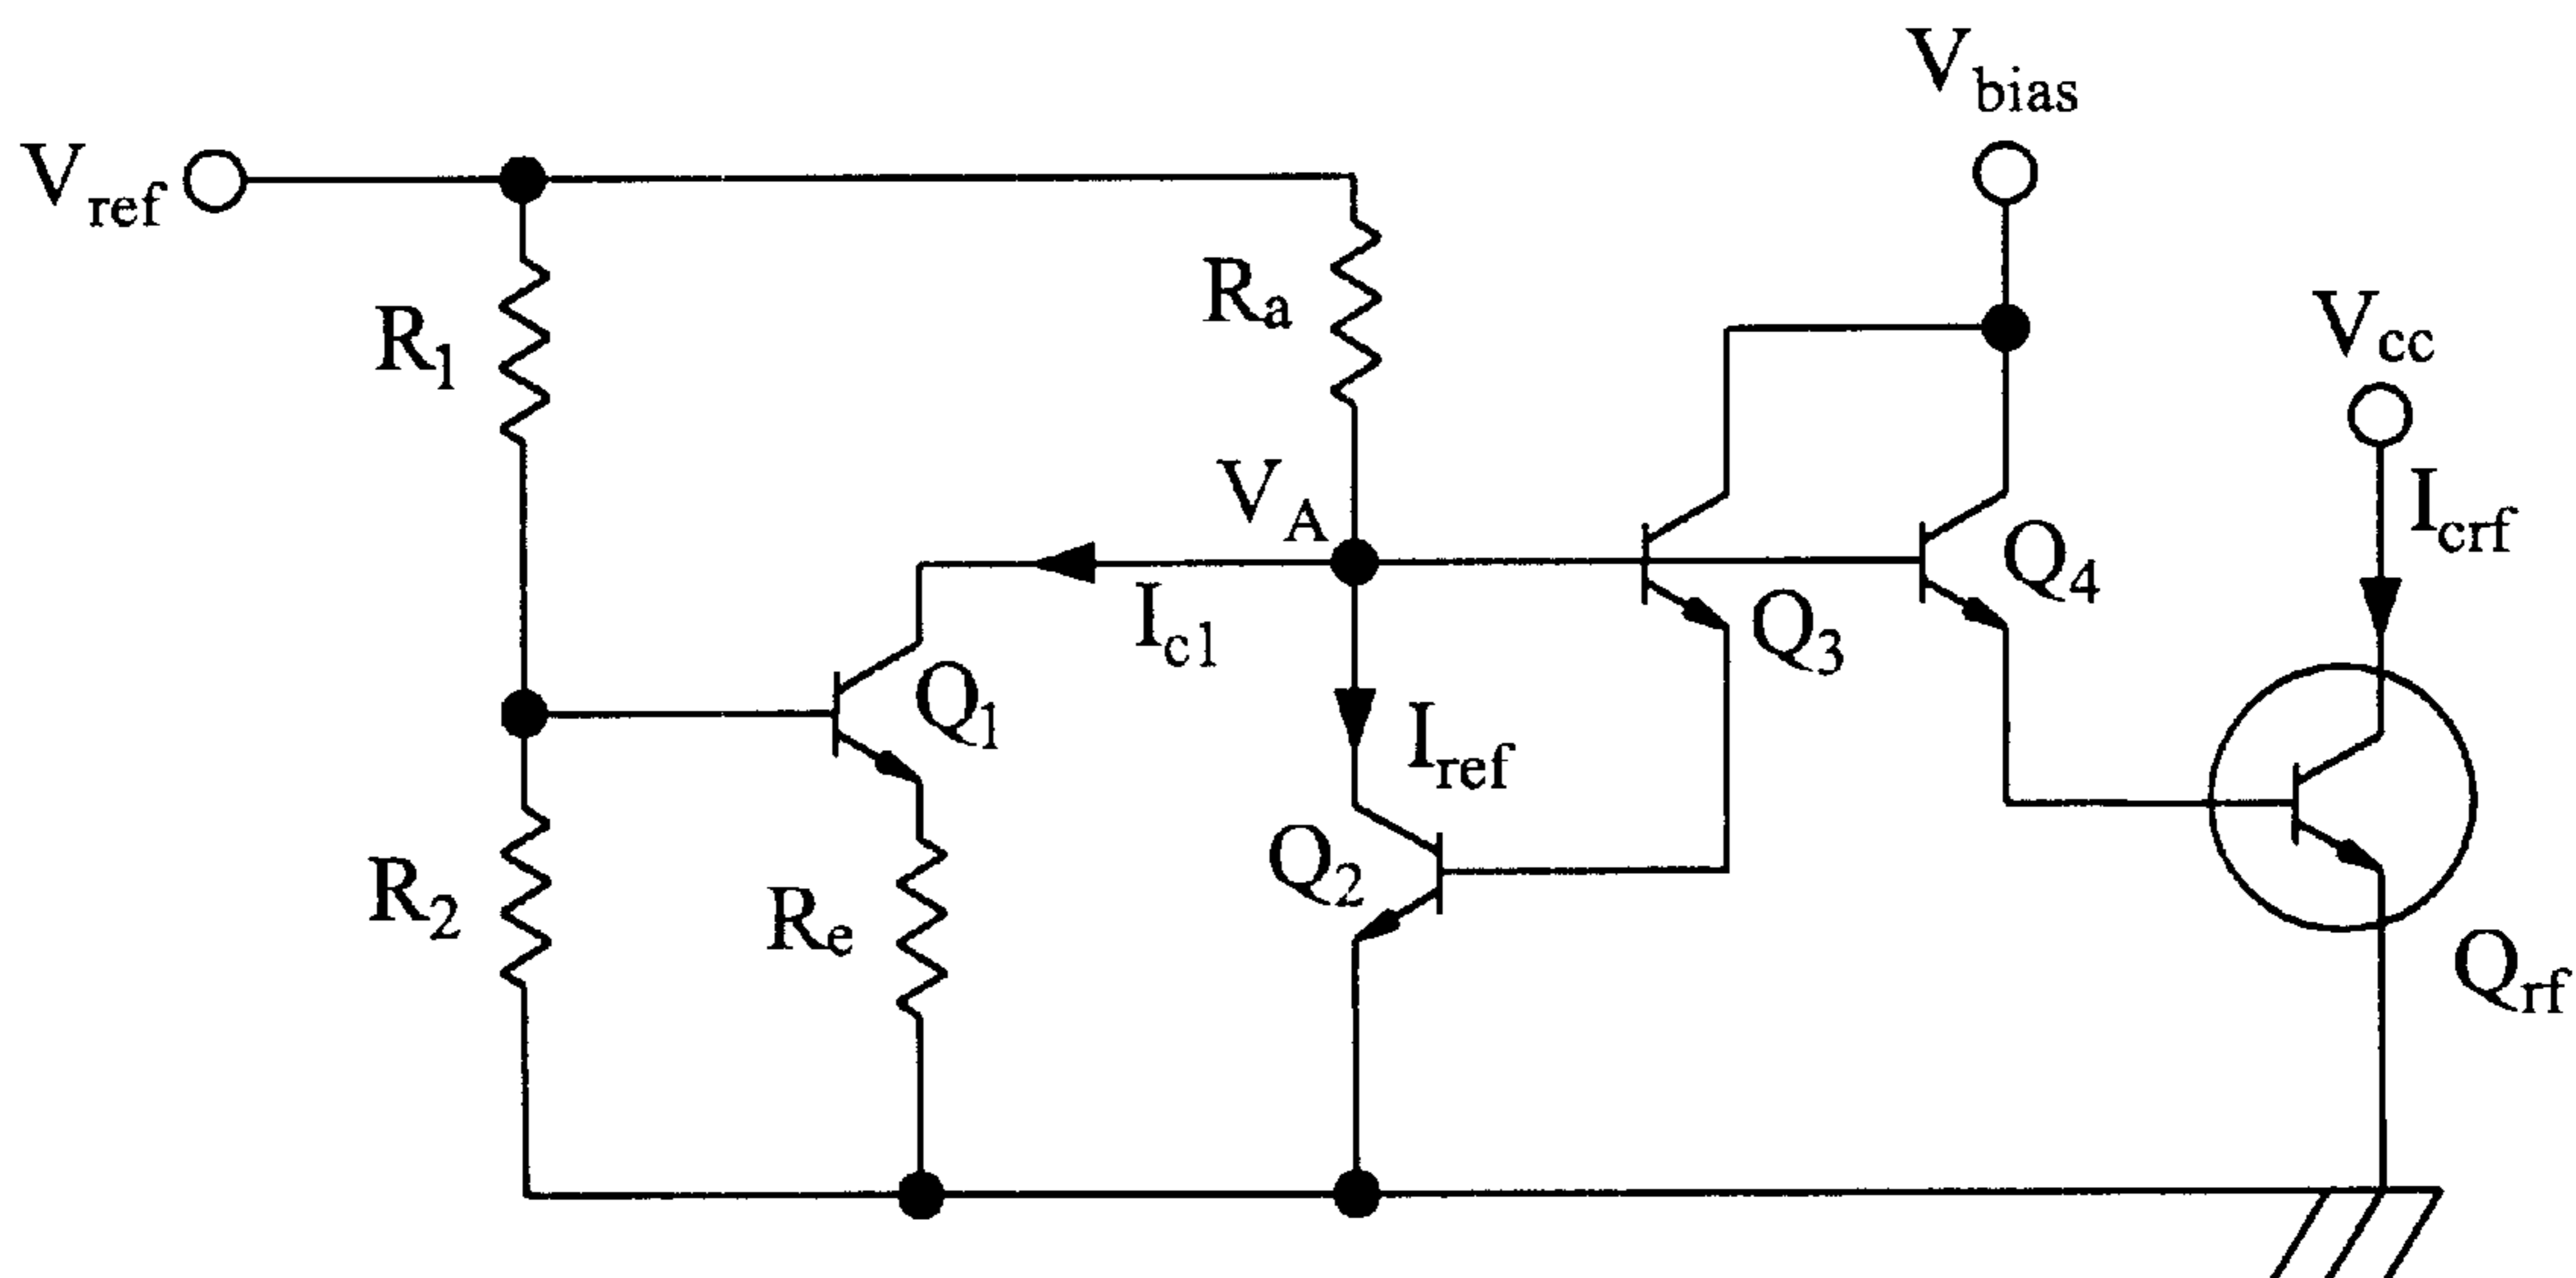 V_bias
V_ref
R_1
R_a
V_cc
V_A
I_crf
Q_4
I_c1
Q_3
Q_1
I_ref
Q_2
R_2
R_e
Q_rf